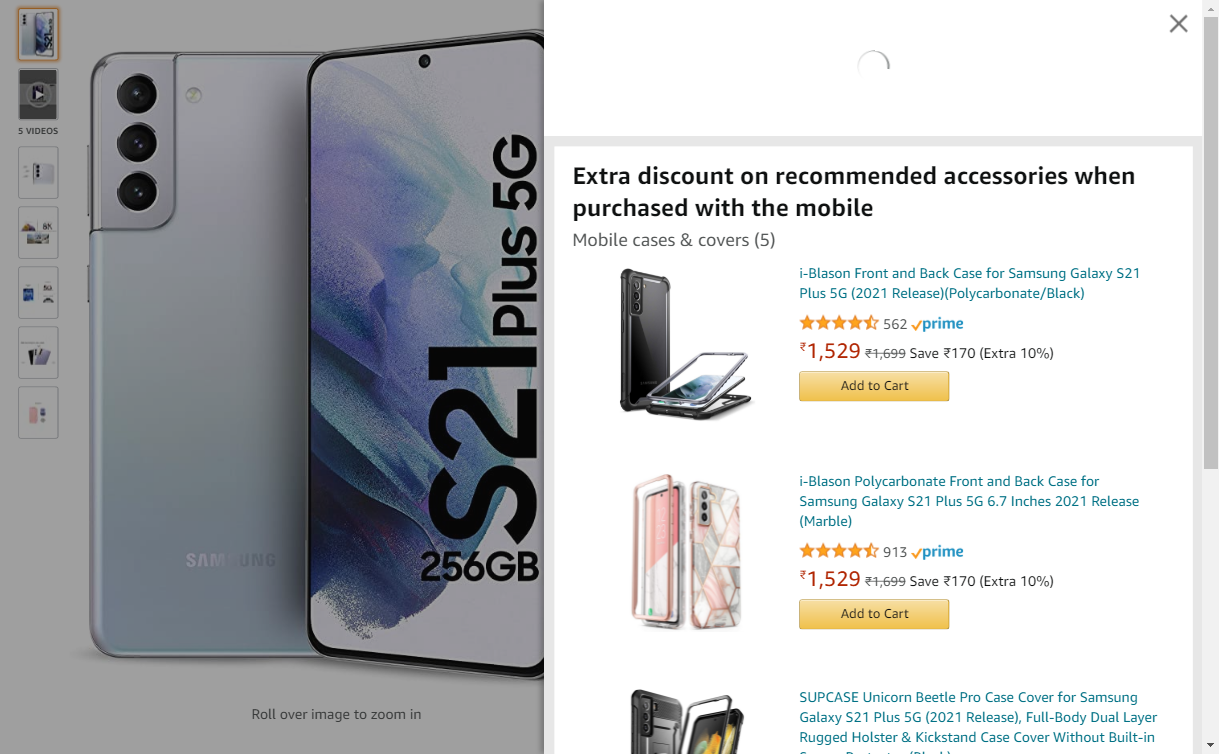 5 VIDEOS
8K
S21 Plus 5G
256GB
SAMSUNG
Roll over image to zoom in
Extra discount on recommended accessories when
purchased with the mobile
Mobile cases & covers (5)
i-Blason Front and Back Case for Samsung Galaxy S21
Plus 5G (2021 Release)(Polycarbonate/Black)
562 prime
₹1,529 ₹1,699 Save ₹170 (Extra 10%)
Add to Cart
i-Blason Polycarbonate Front and Back Case for
Samsung Galaxy S21 Plus 5G 6.7 Inches 2021 Release
(Marble)
913 prime
₹1,529 ₹1,699 Save ₹170 (Extra 10%)
Add to Cart
SUPCASE Unicorn Beetle Pro Case Cover for Samsung
Galaxy S21 Plus 5G (2021 Release), Full-Body Dual Layer
Rugged Holster & Kickstand Case Cover Without Built-in